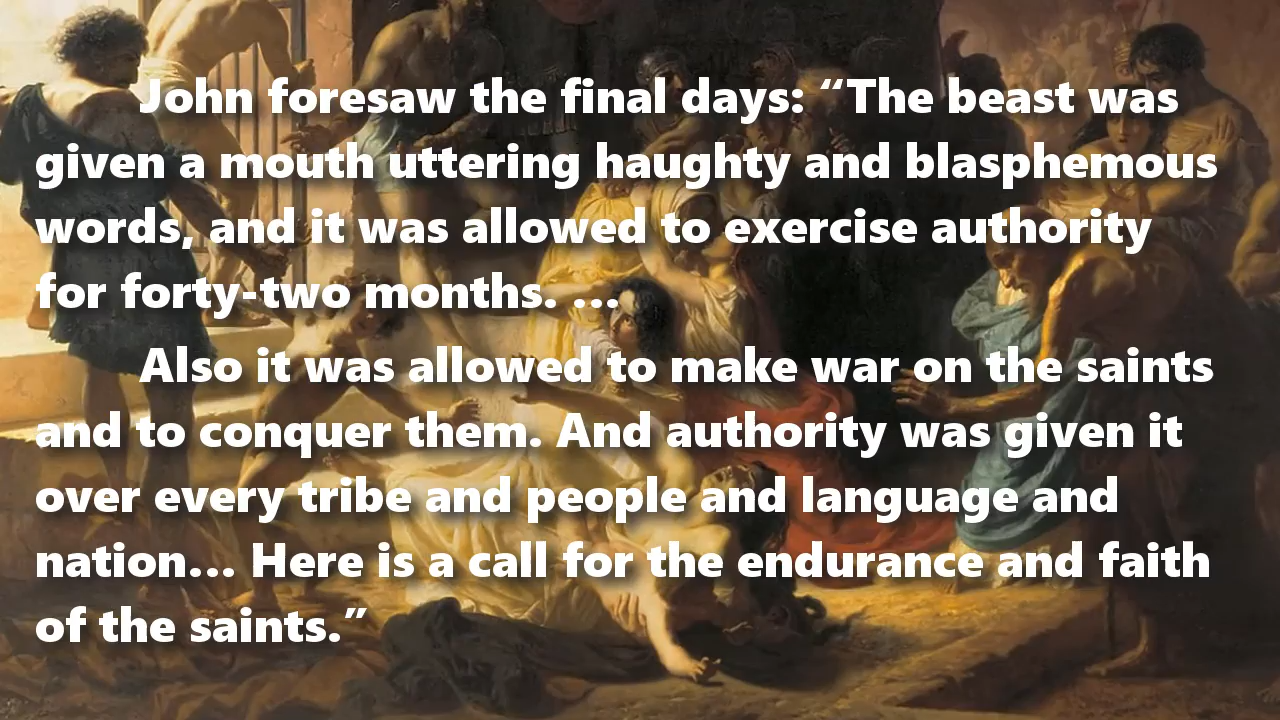 John foresaw the final days: “The beast was
given a mouth uttering haughty and blasphemous
words, and it was allowed to exercise authority
for forty-two months. …
Also it was allowed to make war on the saints
and to conquer them. And authority was given it
over every tribe and people and language and
nation… Here is a call for the endurance and faith
of the saints.”